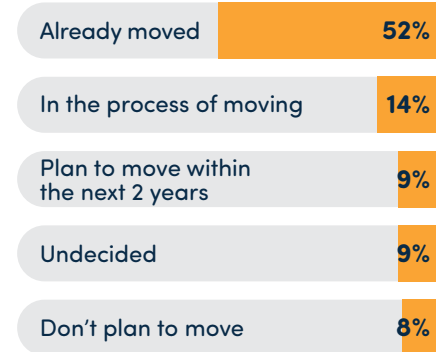 Already moved 52%
In the process of moving 14%
Plan to move within
the next 2 years 9%
Undecided 9%
Don't plan to move 8%